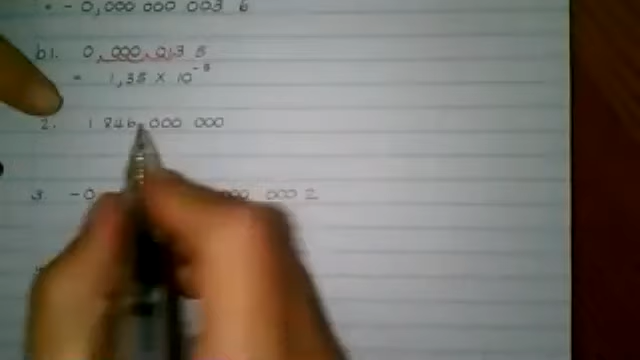 = - 0,000 000 003 6
b1. 0,000 013 5
= 1,35 × 10⁻⁵
2. 1 846 000 000
3. -0 000 000 2